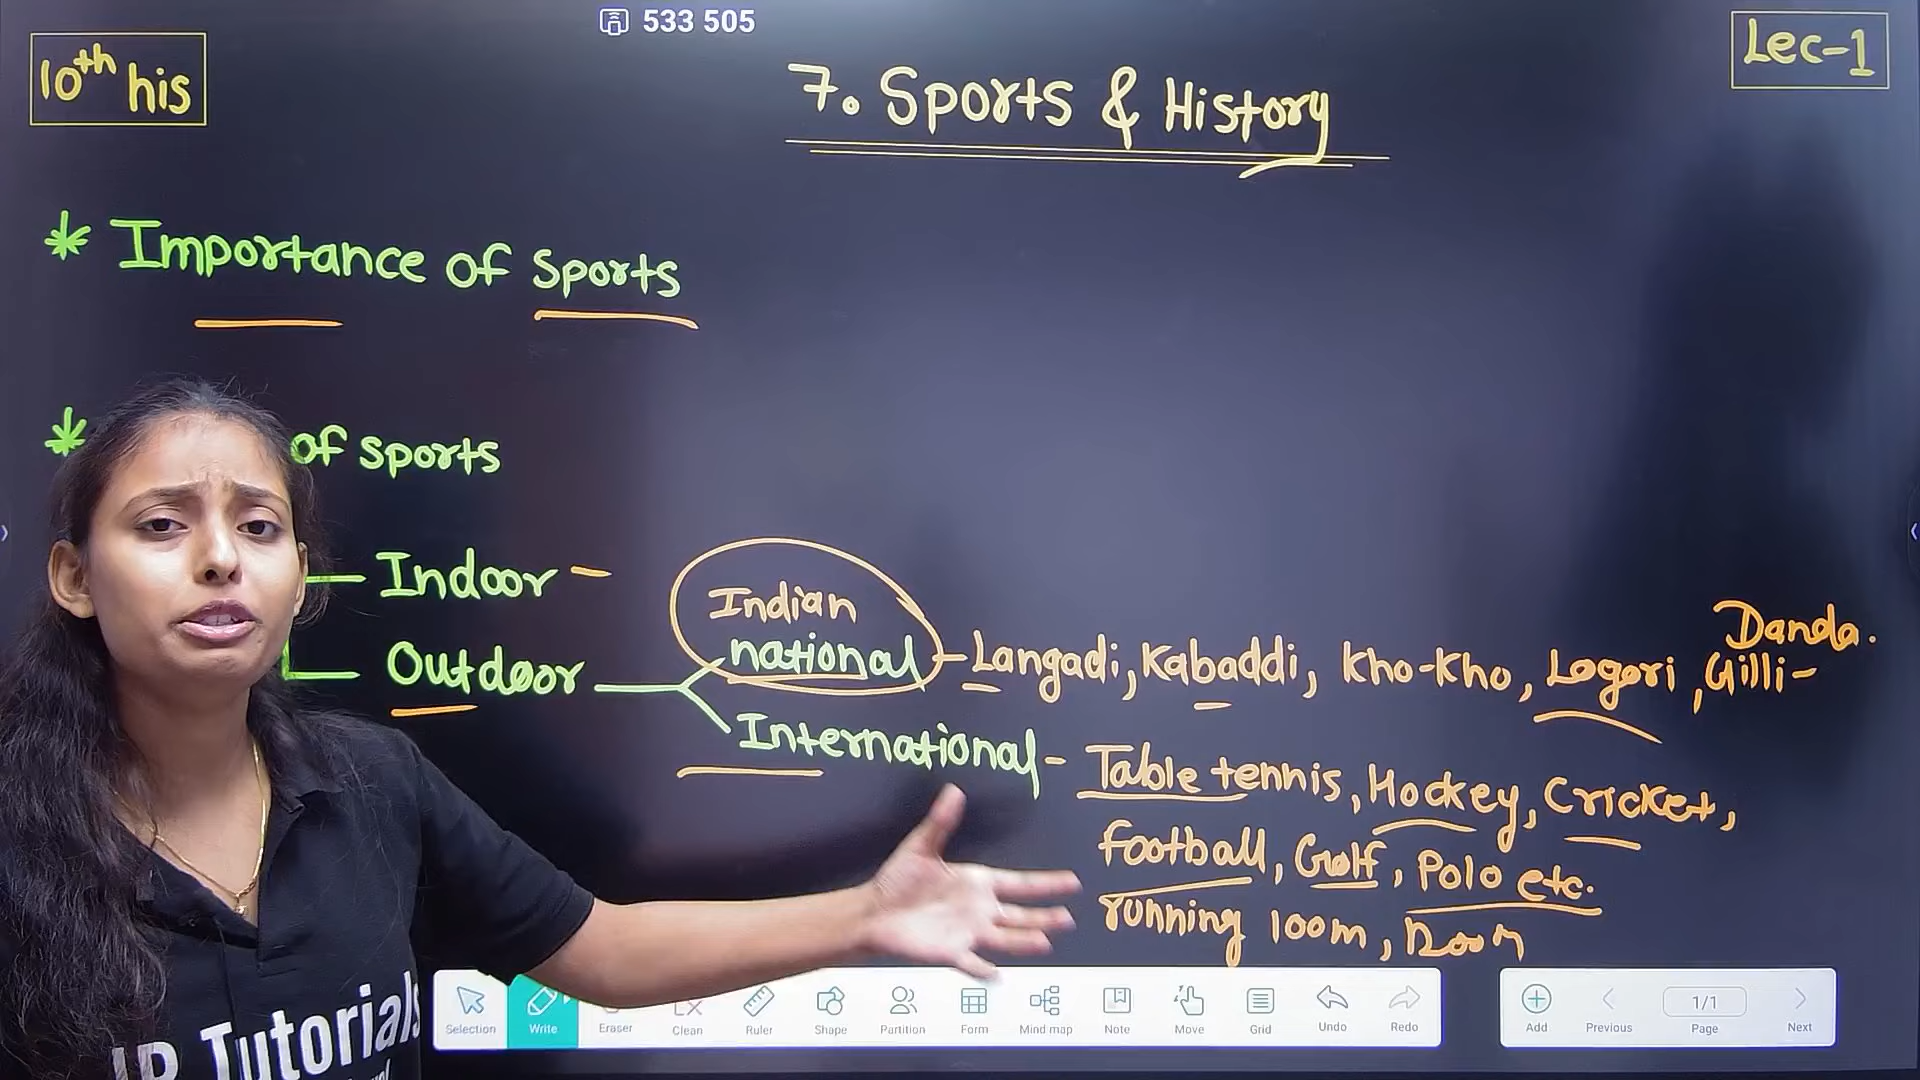 533 505
10th his
7. Sports & History
Lec-1
* Importance of Sports
* of sports
Indoor -
Outdoor
Indian
national - Langadi, Kabaddi, Kho-Kho, Logori, Gilli-
Danda.
International - Table tennis, Hockey, Cricket,
football, Golf, Polo etc.
running 100m,
Tutorials
Selection Write Eraser Clean Ruler Shape Partition Form Mind map Note Move Grid Undo Redo
Add Previous 1/1 Page Next